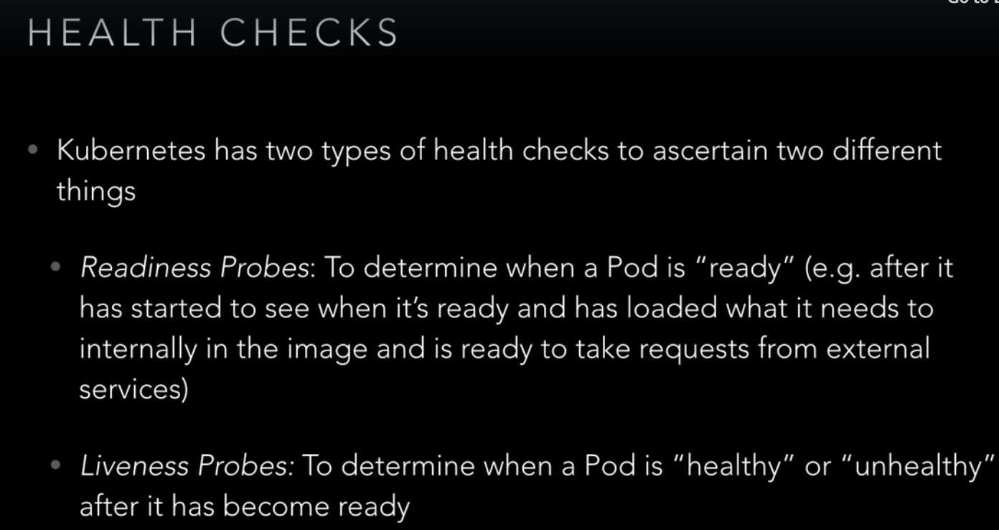 HEALTH CHECKS
• Kubernetes has two types of health checks to ascertain two different
things
• Readiness Probes: To determine when a Pod is “ready” (e.g. after it
has started to see when it’s ready and has loaded what it needs to
internally in the image and is ready to take requests from external
services)
• Liveness Probes: To determine when a Pod is “healthy” or “unhealthy”
after it has become ready